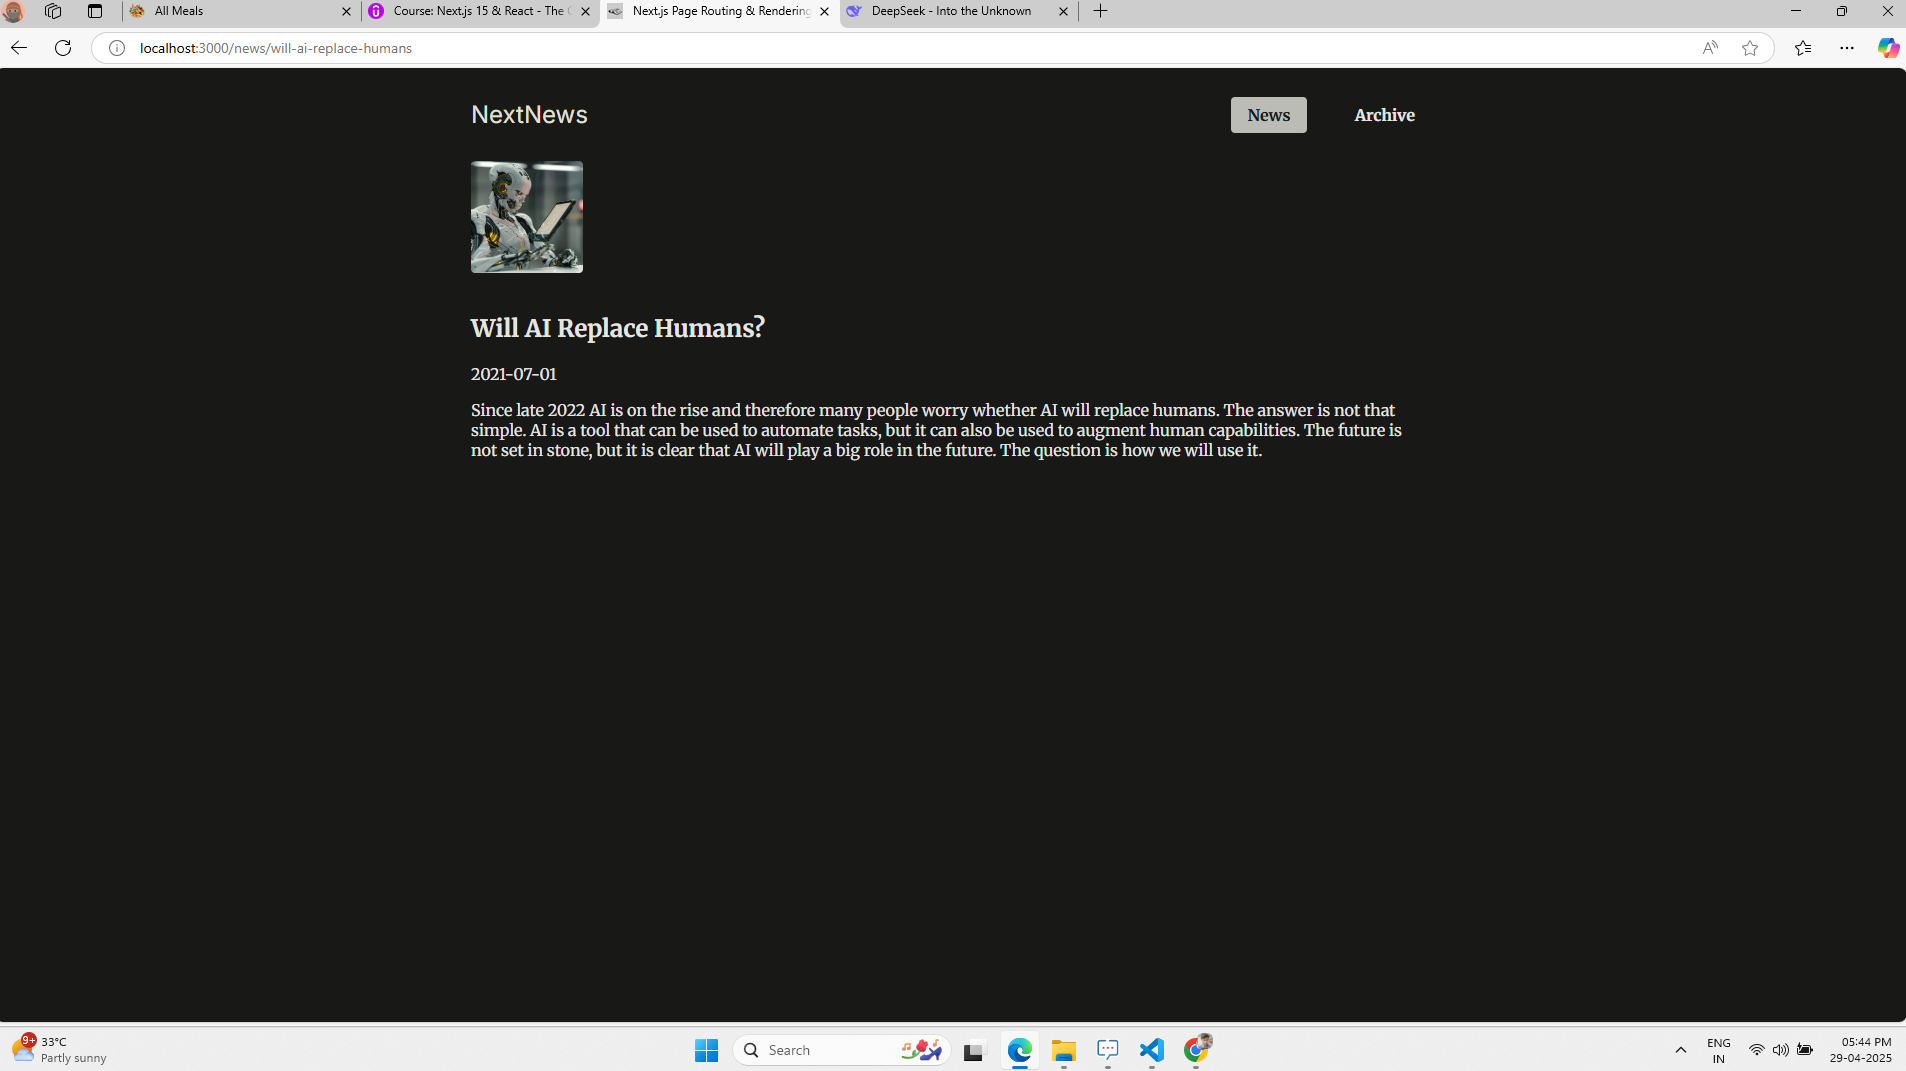 All Meals
Course: Next.js 15 & React - The
Next.js Page Routing & Rendering
DeepSeek - Into the Unknown
localhost:3000/news/will-ai-replace-humans
NextNews
News
Archive
Will AI Replace Humans?
2021-07-01
Since late 2022 AI is on the rise and therefore many people worry whether AI will replace humans. The answer is not that
simple. AI is a tool that can be used to automate tasks, but it can also be used to augment human capabilities. The future is
not set in stone, but it is clear that AI will play a big role in the future. The question is how we will use it.
9+
33°C
Partly sunny
Search
ENG
IN
05:44 PM
29-04-2025